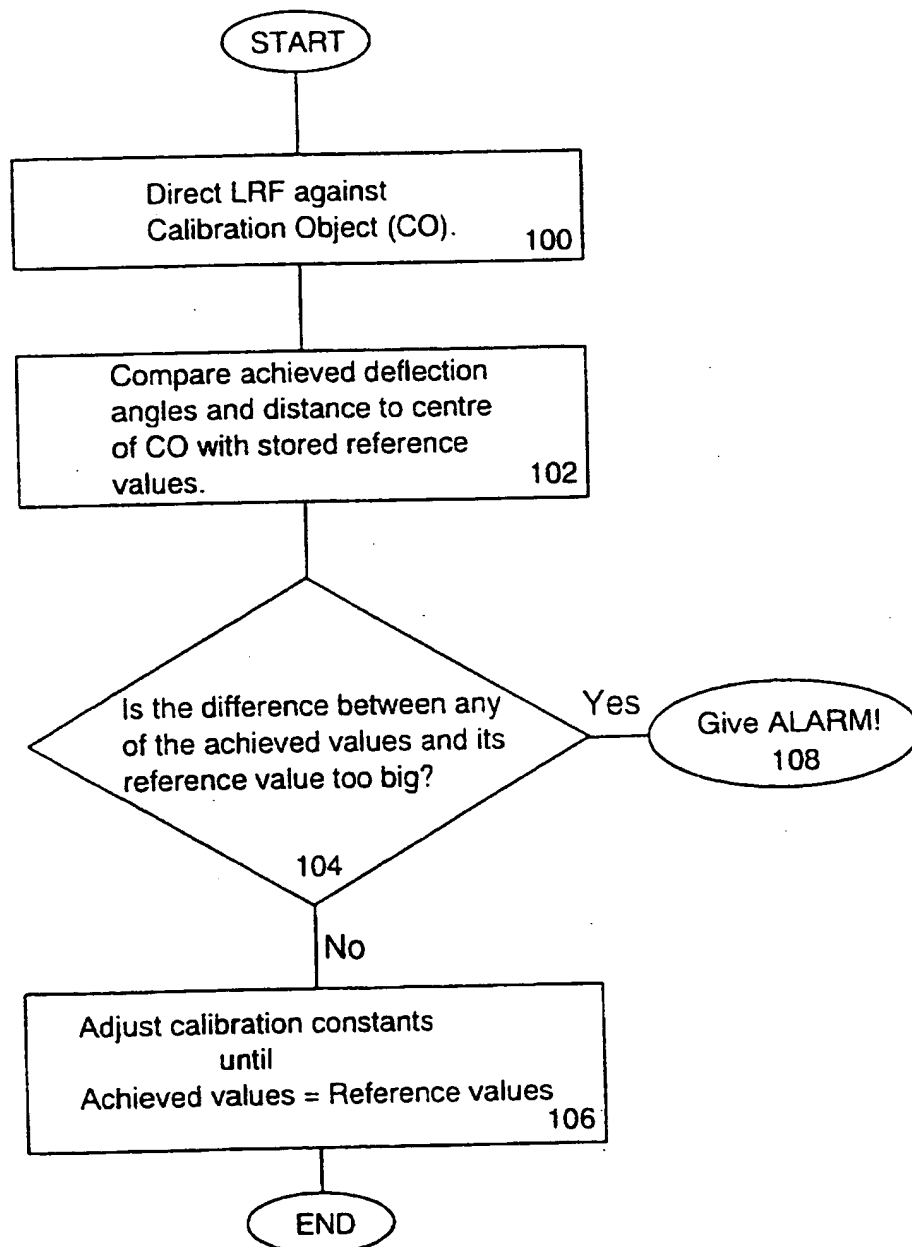 START
Direct LRF against
Calibration Object (CO).
100
Compare achieved deflection
angles and distance to centre
of CO with stored reference
values.
102
Is the difference between any
of the achieved values and its
reference value too big?
104
Yes
Give ALARM!
108
No
Adjust calibration constants
until
Achieved values = Reference values
106
END